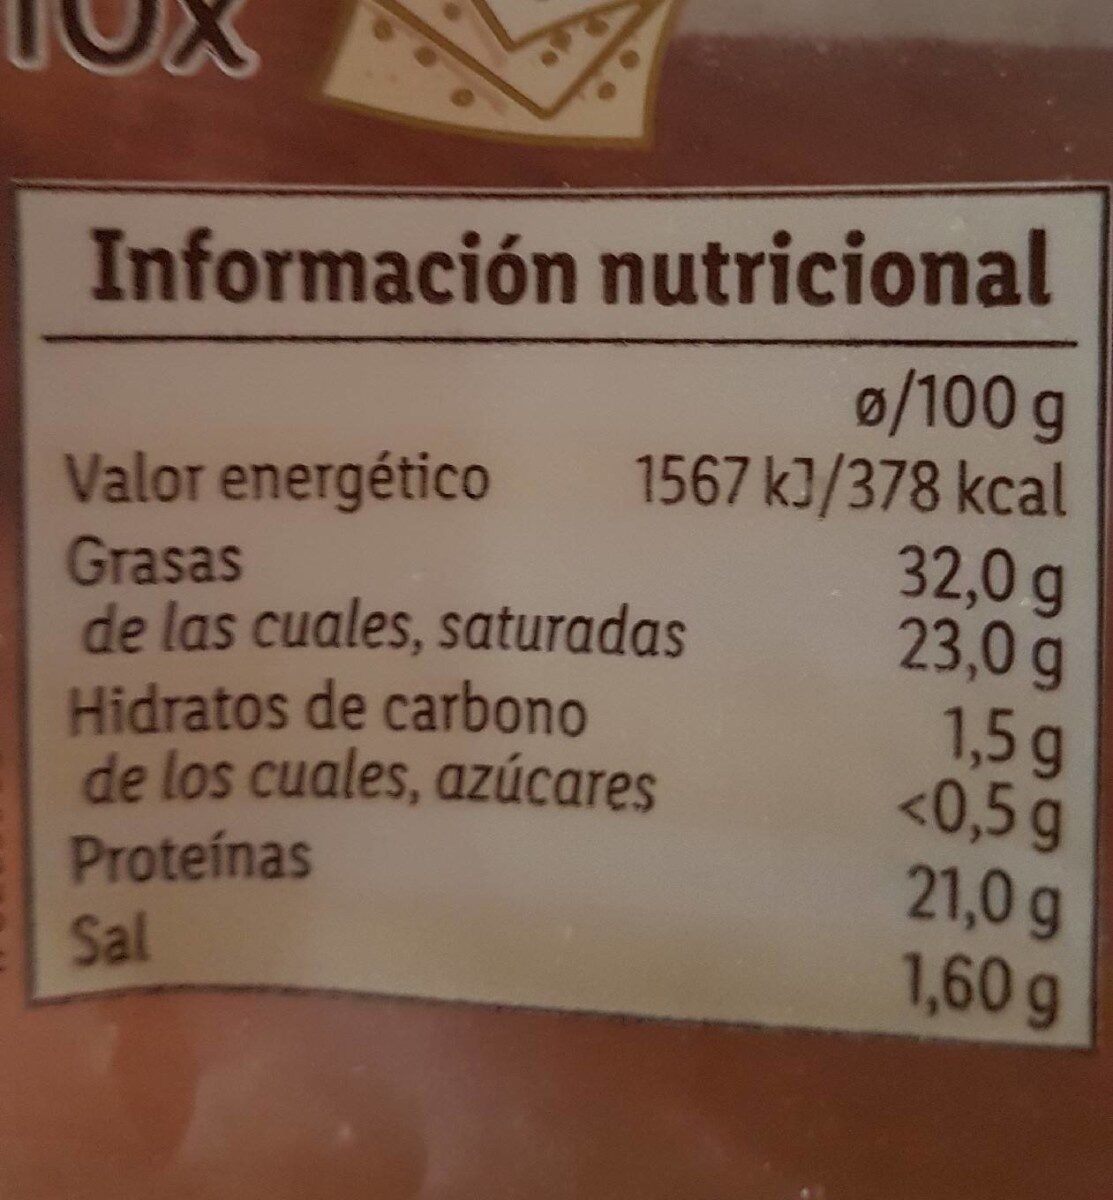 10x
Información nutricional
ø/100 g
Valor energético 1567 kJ/378 kcal
Grasas 32,0 g
de las cuales, saturadas 23,0 g
Hidratos de carbono 1,5 g
de los cuales, azúcares <0,5 g
Proteínas 21,0 g
Sal 1,60 g